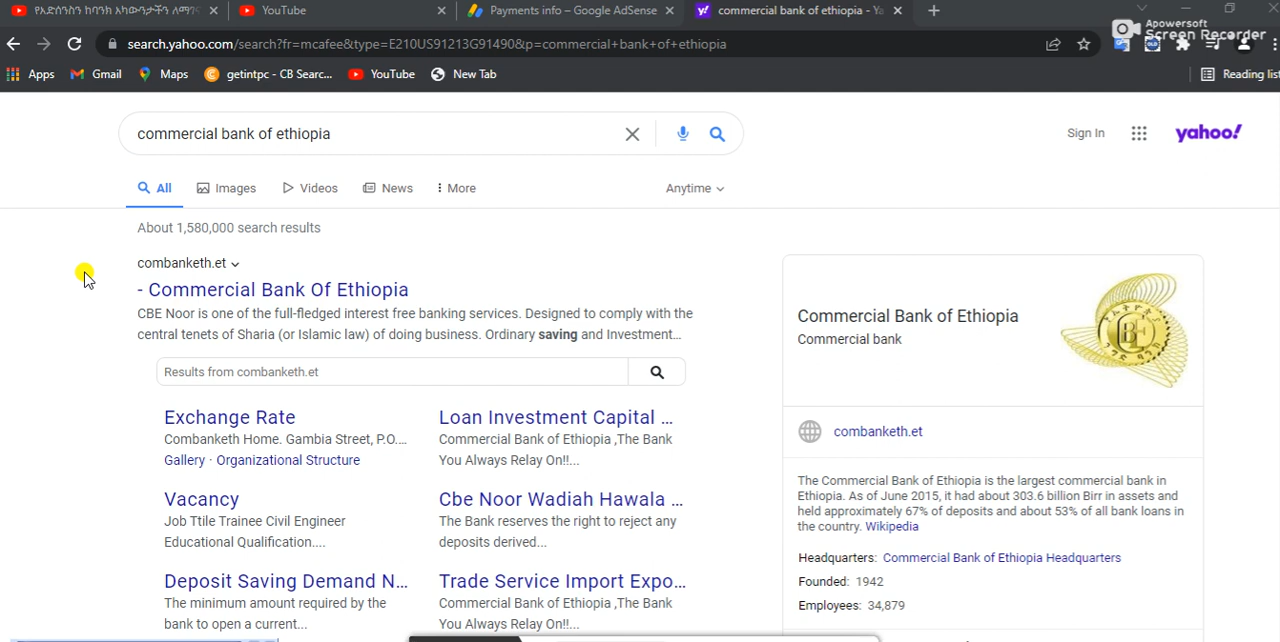 የአድሰንስን ከባንክ አካውንታችን ለማገና
YouTube
Payments info – Google AdSense
commercial bank of ethiopia - Ya
Apowersoft
Screen Recorder
search.yahoo.com/search?fr=mcafee&type=E210US91213G91490&p=commercial+bank+of+ethiopia
Apps
Gmail
Maps
getintpc - CB Searc...
YouTube
New Tab
Reading list
commercial bank of ethiopia
Sign In
yahoo!
All
Images
Videos
News
More
Anytime
About 1,580,000 search results
combanketh.et
- Commercial Bank Of Ethiopia
CBE Noor is one of the full-fledged interest free banking services. Designed to comply with the
central tenets of Sharia (or Islamic law) of doing business. Ordinary saving and Investment...
Results from combanketh.et
Exchange Rate
Combanketh Home. Gambia Street, P.O....
Gallery · Organizational Structure
Loan Investment Capital ...
Commercial Bank of Ethiopia ,The Bank
You Always Relay On!!...
Vacancy
Job Ttile Trainee Civil Engineer
Educational Qualification....
Cbe Noor Wadiah Hawala ...
The Bank reserves the right to reject any
deposits derived...
Deposit Saving Demand N...
The minimum amount required by the
bank to open a current...
Trade Service Import Expo...
Commercial Bank of Ethiopia ,The Bank
You Always Relay On!!...
Commercial Bank of Ethiopia
Commercial bank
combanketh.et
The Commercial Bank of Ethiopia is the largest commercial bank in
Ethiopia. As of June 2015, it had about 303.6 billion Birr in assets and
held approximately 67% of deposits and about 53% of all bank loans in
the country. Wikipedia
Headquarters: Commercial Bank of Ethiopia Headquarters
Founded: 1942
Employees: 34,879